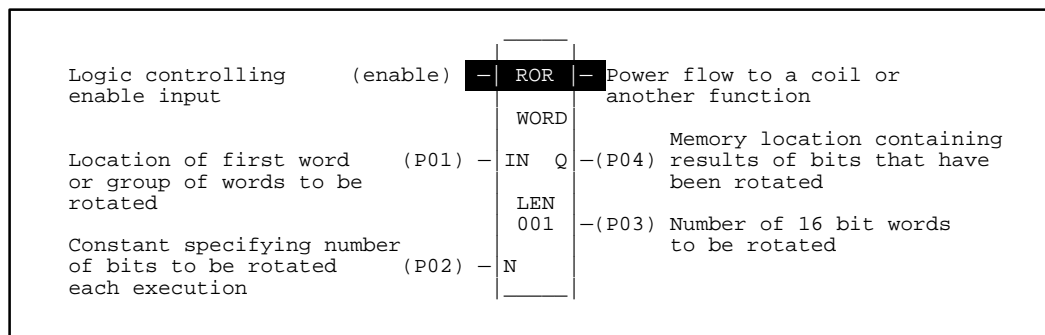 Logic controlling (enable) ROR Power flow to a coil or
enable input another function
WORD
Memory location containing
Location of first word (P01) IN Q (P04) results of bits that have
or group of words to be been rotated
rotated LEN
001 (P03) Number of 16 bit words
Constant specifying number to be rotated
of bits to be rotated (P02) N
each execution